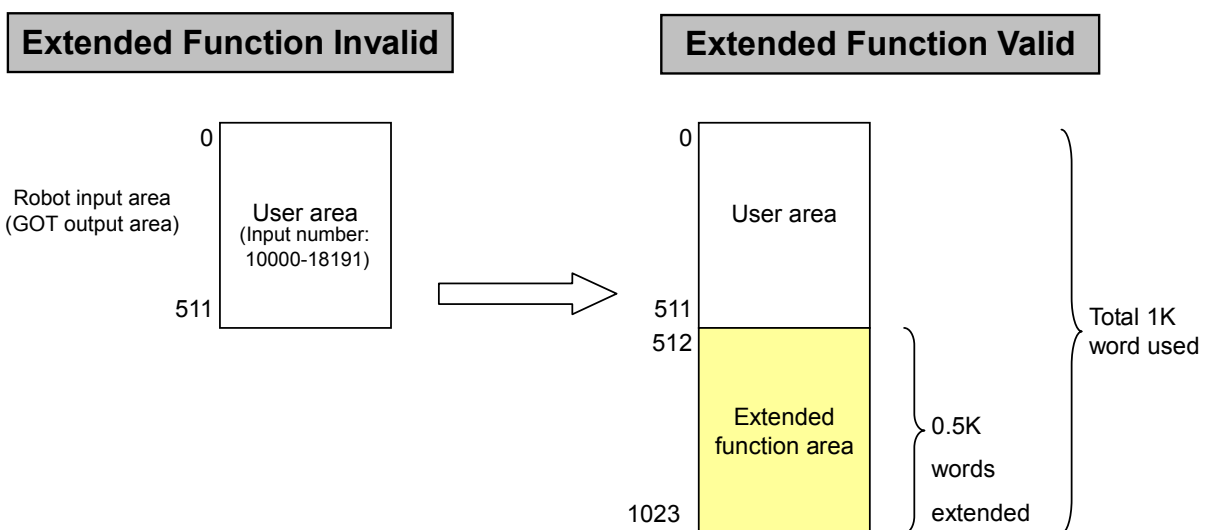 Extended Function Invalid
Extended Function Valid
0
Robot input area
(GOT output area)
User area
(Input number:
10000-18191)
511
0
User area
511
512
Extended
function area
1023
0.5K
words
extended
Total 1K
word used